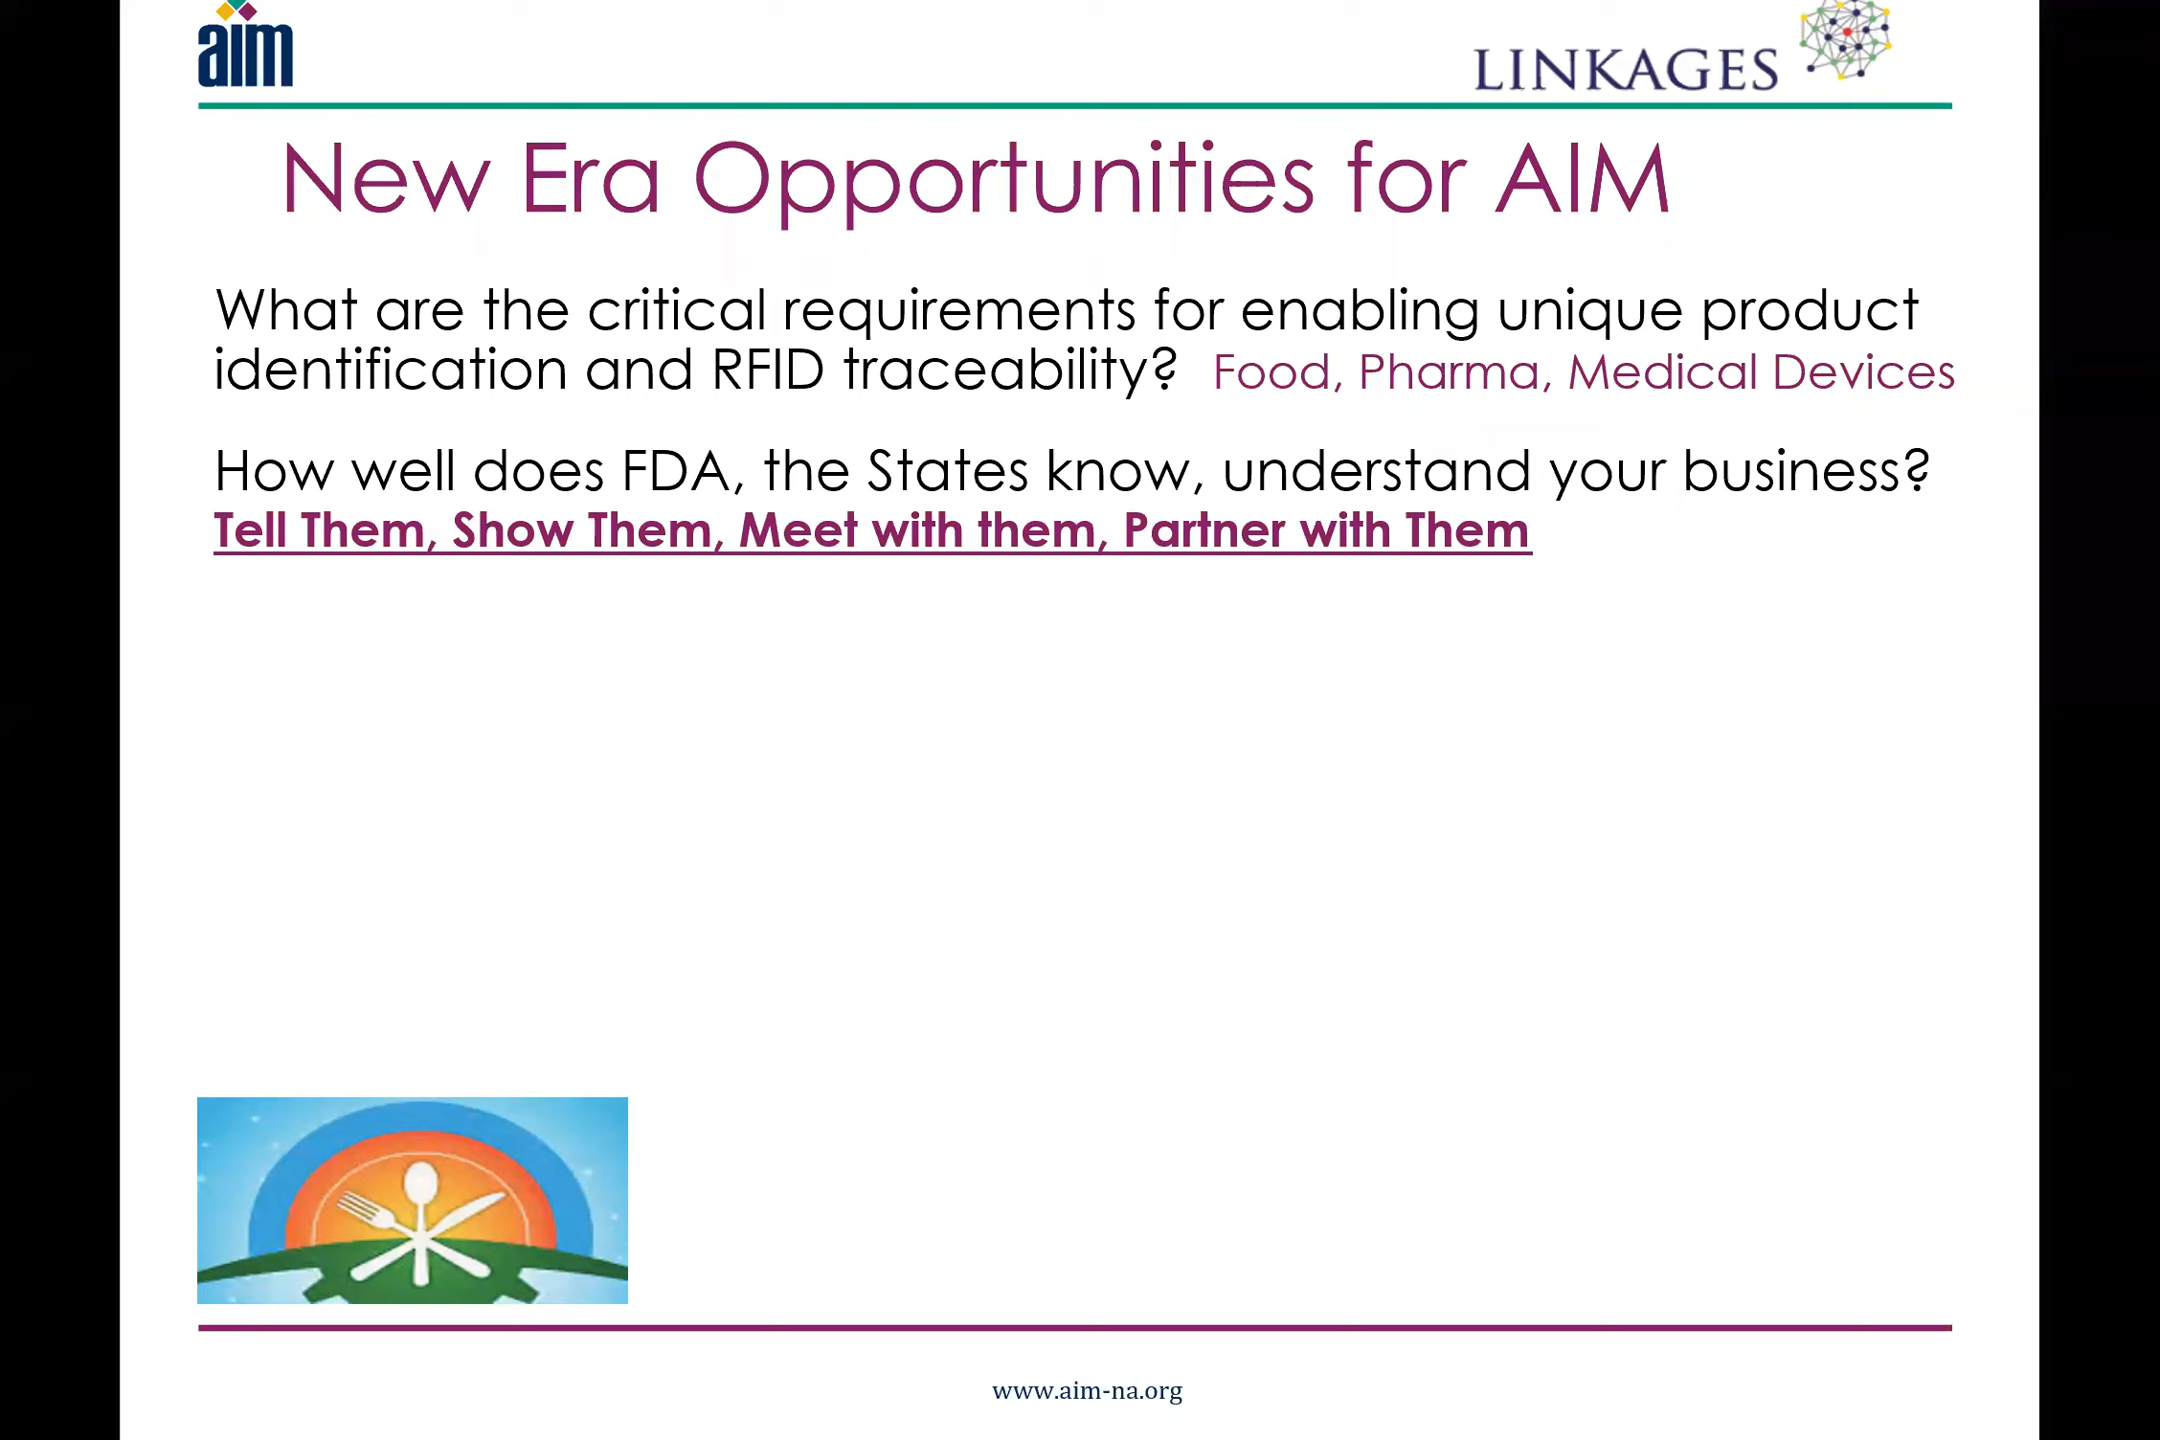 aim
LINKAGES
New Era Opportunities for AIM
What are the critical requirements for enabling unique product
identification and RFID traceability? Food, Pharma, Medical Devices
How well does FDA, the States know, understand your business?
Tell Them, Show Them, Meet with them, Partner with Them
www.aim-na.org